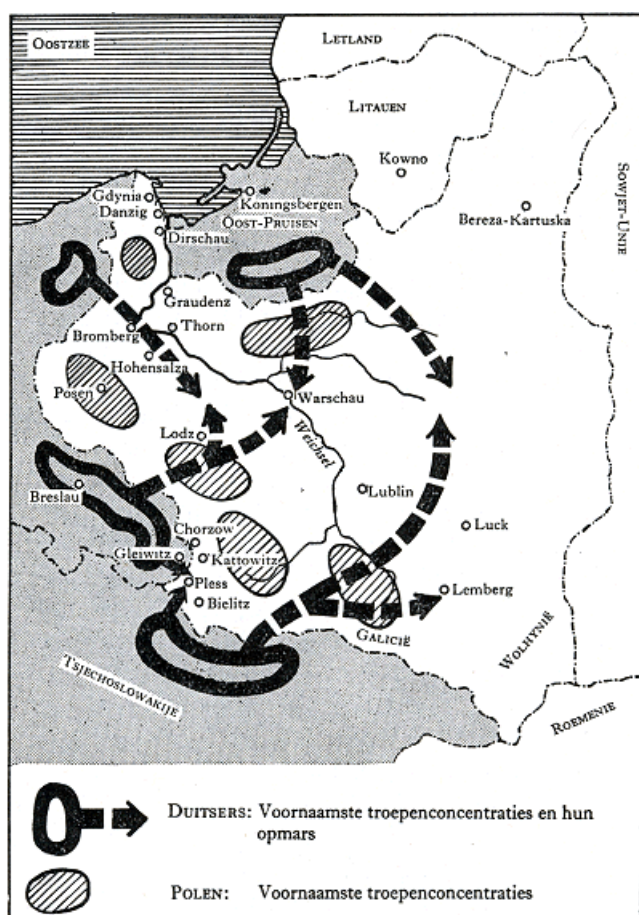 OOSTZEE
LETLAND
LITAUEN
Kowno
SOWJET-UNIE
Gdynia
Danzig
Koningsbergen
OOST-PRUISEN
Dirschau
Bereza-Kartuska
Graudenz
Thorn
Bromberg
Hohensalza
Posen
Warschau
Lodz
Weichsel
Breslau
Lublin
Chorzow
Luck
Gleiwitz
Kattowitz
Pless
Bielitz
Lemberg
GALICIË
WOLHYNIË
TSJECHOSLOWAKIJE
ROEMENIE
DUITSERS: Voornaamste troepenconcentraties en hun
opmars
POLEN: Voornaamste troepenconcentraties